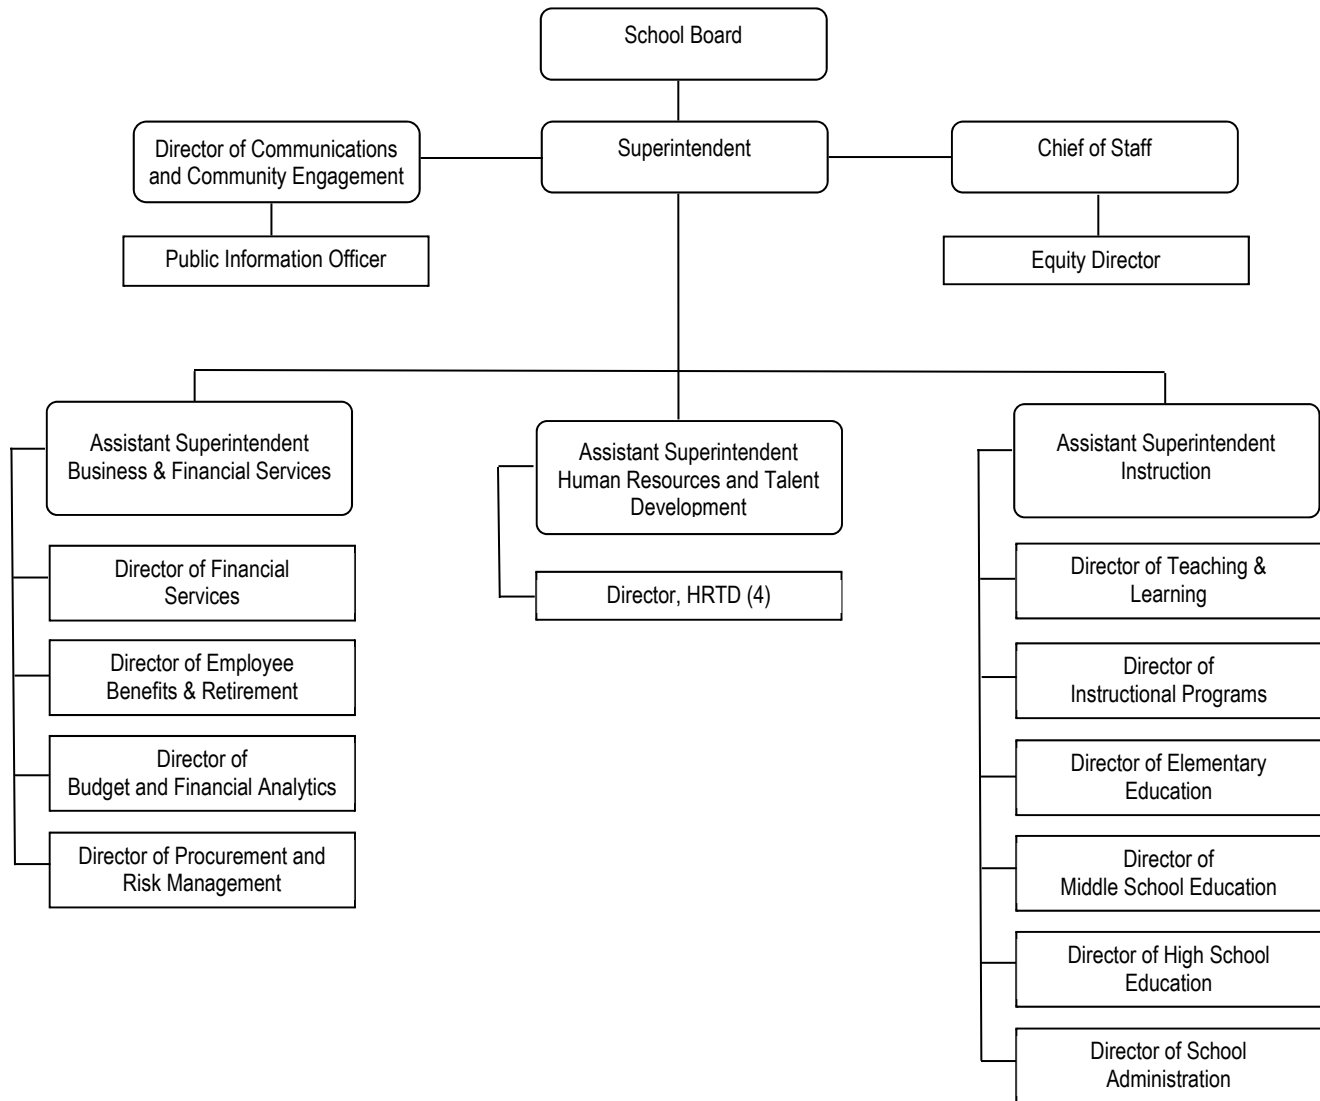 School Board
Director of Communications
and Community Engagement
Superintendent
Chief of Staff
Public Information Officer
Equity Director
Assistant Superintendent
Business & Financial Services
Assistant Superintendent
Human Resources and Talent
Development
Assistant Superintendent
Instruction
Director of Financial
Services
Director of Employee
Benefits & Retirement
Director of
Budget and Financial Analytics
Director of Procurement and
Risk Management
Director, HRTD (4)
Director of Teaching &
Learning
Director of
Instructional Programs
Director of Elementary
Education
Director of
Middle School Education
Director of High School
Education
Director of School
Administration